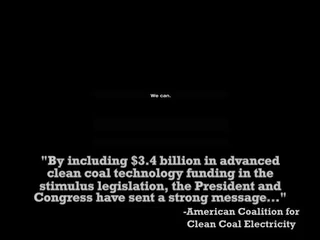 We can.
"By including $3.4 billion in advanced
clean coal technology funding in the
stimulus legislation, the President and
Congress have sent a strong message..."
-American Coalition for
Clean Coal Electricity